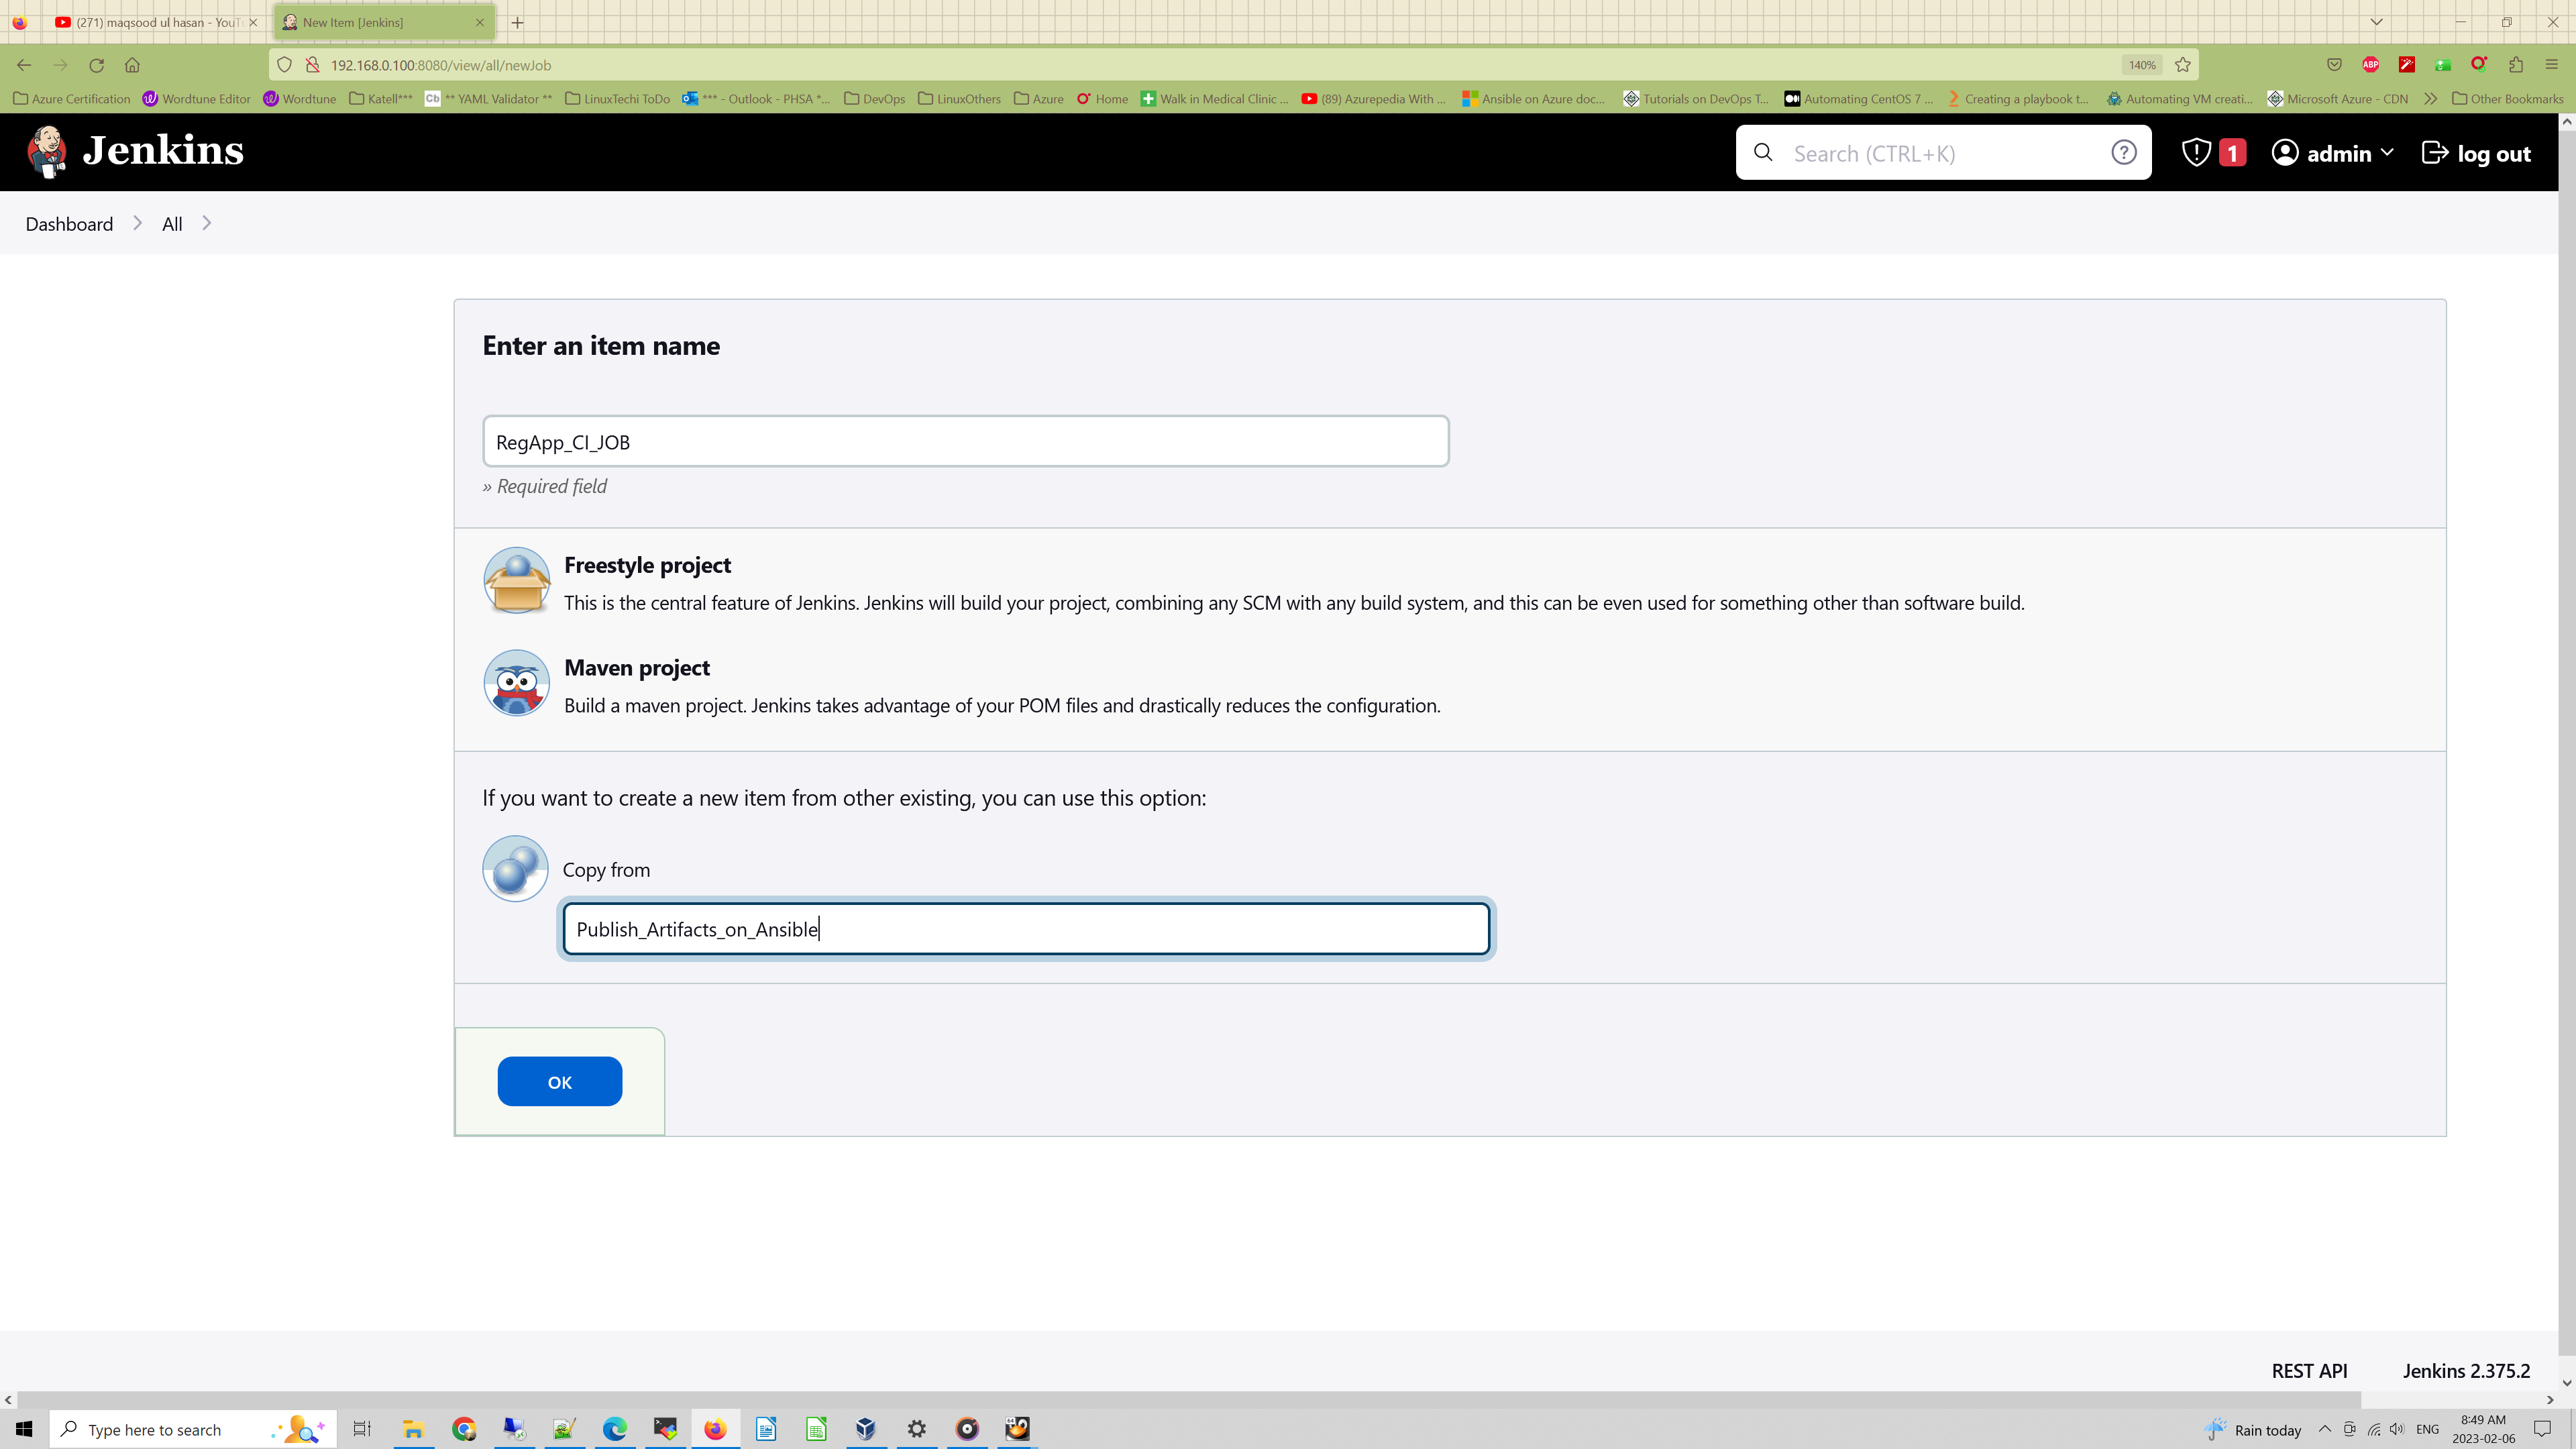 (271) maqsood ul hasan - YouTu
New Item [Jenkins]
192.168.0.100:8080/view/all/newJob
140%
Azure Certification
Wordtune Editor
Wordtune
Katell***
Cb
** YAML Validator **
LinuxTechi ToDo
*** - Outlook - PHSA *...
DevOps
LinuxOthers
Azure
Home
Walk in Medical Clinic ...
(89) Azurepedia With ...
Ansible on Azure doc...
Tutorials on DevOps T...
Automating CentOS 7 ...
Creating a playbook t...
Automating VM creati...
Microsoft Azure - CDN
Other Bookmarks
ABP
Jenkins
Search (CTRL+K)
1
admin
log out
Dashboard
All
Enter an item name
RegApp_CI_JOB
» Required field
Freestyle project
This is the central feature of Jenkins. Jenkins will build your project, combining any SCM with any build system, and this can be even used for something other than software build.
Maven project
Build a maven project. Jenkins takes advantage of your POM files and drastically reduces the configuration.
If you want to create a new item from other existing, you can use this option:
Copy from
Publish_Artifacts_on_Ansible
OK
REST API
Jenkins 2.375.2
Type here to search
Rain today
ENG
8:49 AM
2023-02-06